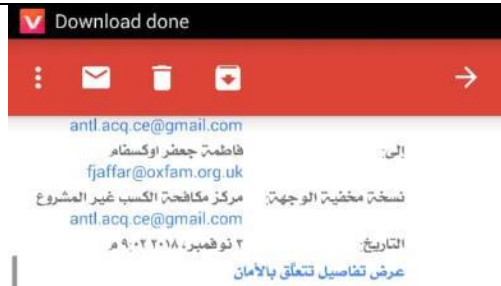 Download done
antl.acq.ce@gmail.com
إلى: فاطمة جعفر اوكسفام
fjaffar@oxfam.org.uk
نسخة مخفية الوجهة: مركز مكافحة الكسب غير المشروع
antl.acq.ce@gmail.com
التاريخ: ٢ نوفمبر، ٢٠١٨ ٩:٠٢ م
عرض تفاصيل تتعلّق بالأمان